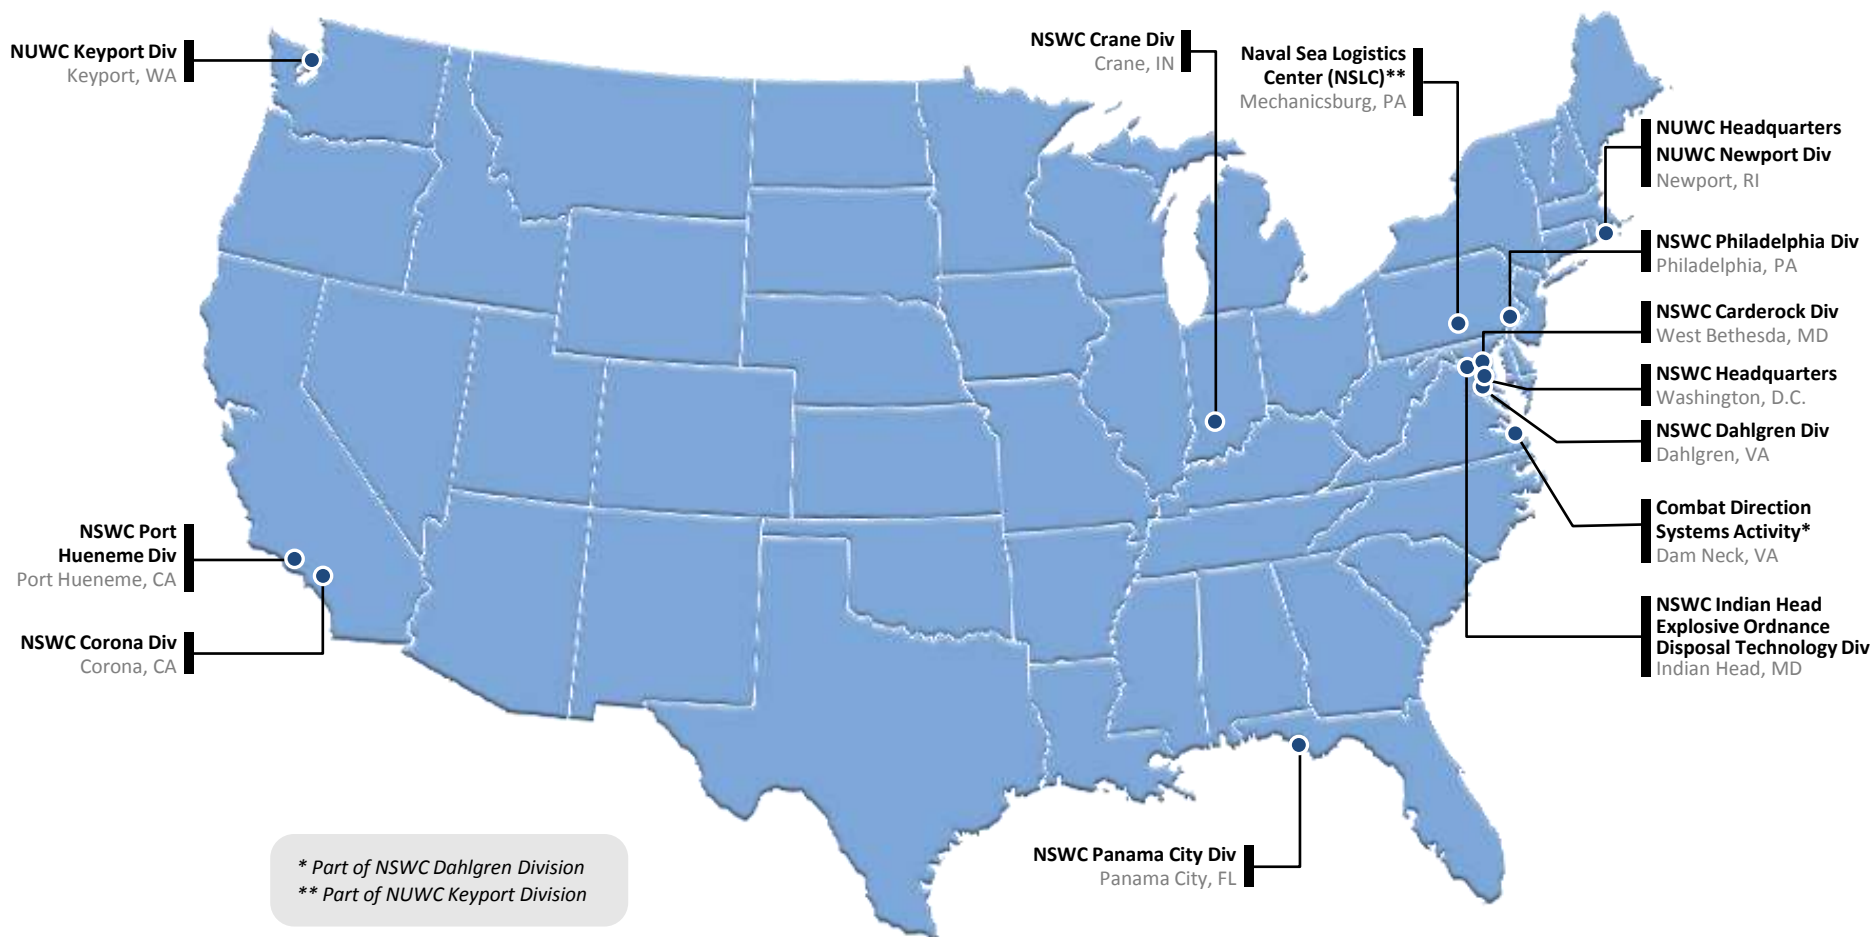 NUWC Keyport Div
Keyport, WA
NSWC Crane Div
Crane, IN
Naval Sea Logistics
Center (NSLC)**
Mechanicsburg, PA
NUWC Headquarters
NUWC Newport Div
Newport, RI
NSWC Philadelphia Div
Philadelphia, PA
NSWC Carderock Div
West Bethesda, MD
NSWC Headquarters
Washington, D.C.
NSWC Dahlgren Div
Dahlgren, VA
Combat Direction
Systems Activity*
Dam Neck, VA
NSWC Indian Head
Explosive Ordnance
Disposal Technology Div
Indian Head, MD
NSWC Port
Hueneme Div
Port Hueneme, CA
NSWC Corona Div
Corona, CA
NSWC Panama City Div
Panama City, FL
* Part of NSWC Dahlgren Division
** Part of NUWC Keyport Division